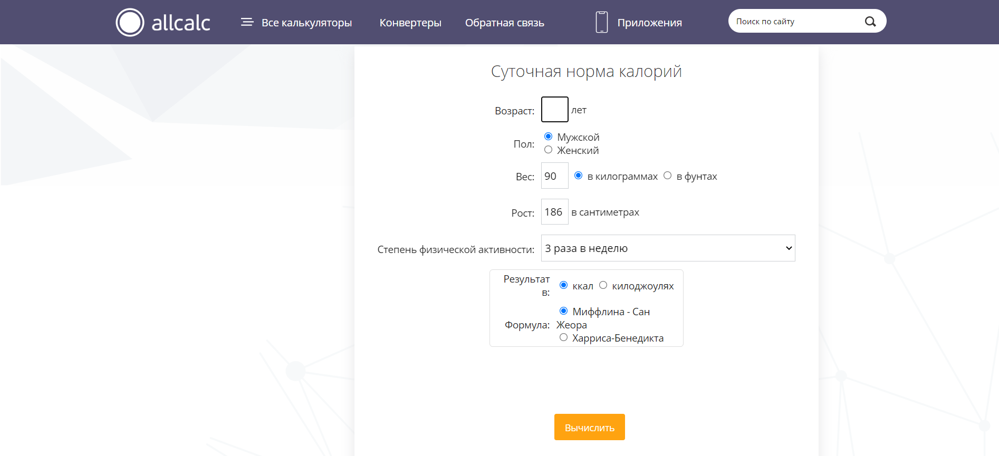 allcalc
Все калькуляторы
Конвертеры
Обратная связь
Приложения
Поиск по сайту
Суточная норма калорий
Возраст: лет
Пол:
Мужской
Женский
Вес: 90 в килограммах в фунтах
Рост: 186 в сантиметрах
Степень физической активности: 3 раза в неделю
Результат
в:
ккал килоджоулях
Формула:
Миффлина - Сан
Жеора
Харриса-Бенедикта
Вычислить